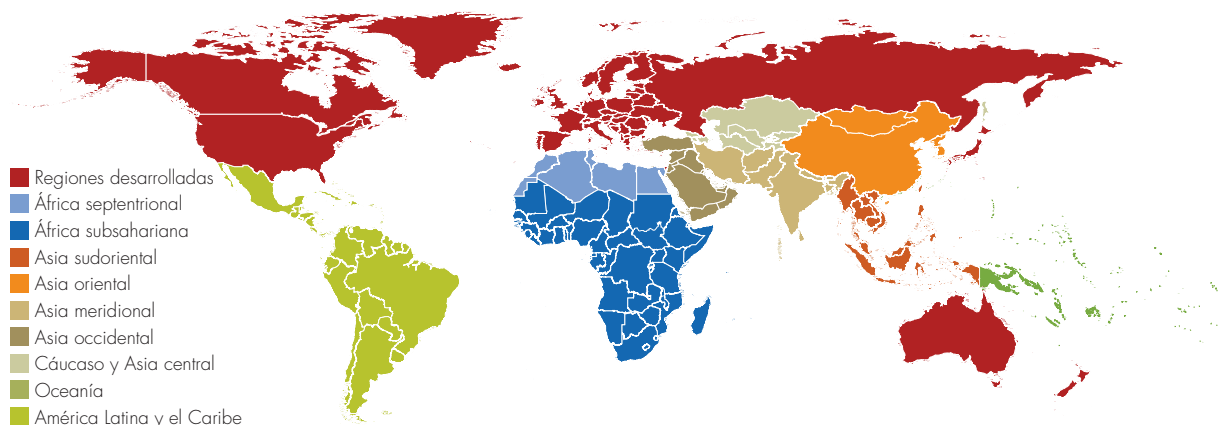 Regiones desarrolladas
África septentrional
África subsahariana
Asia sudoriental
Asia oriental
Asia meridional
Asia occidental
Cáucaso y Asia central
Oceanía
América Latina y el Caribe